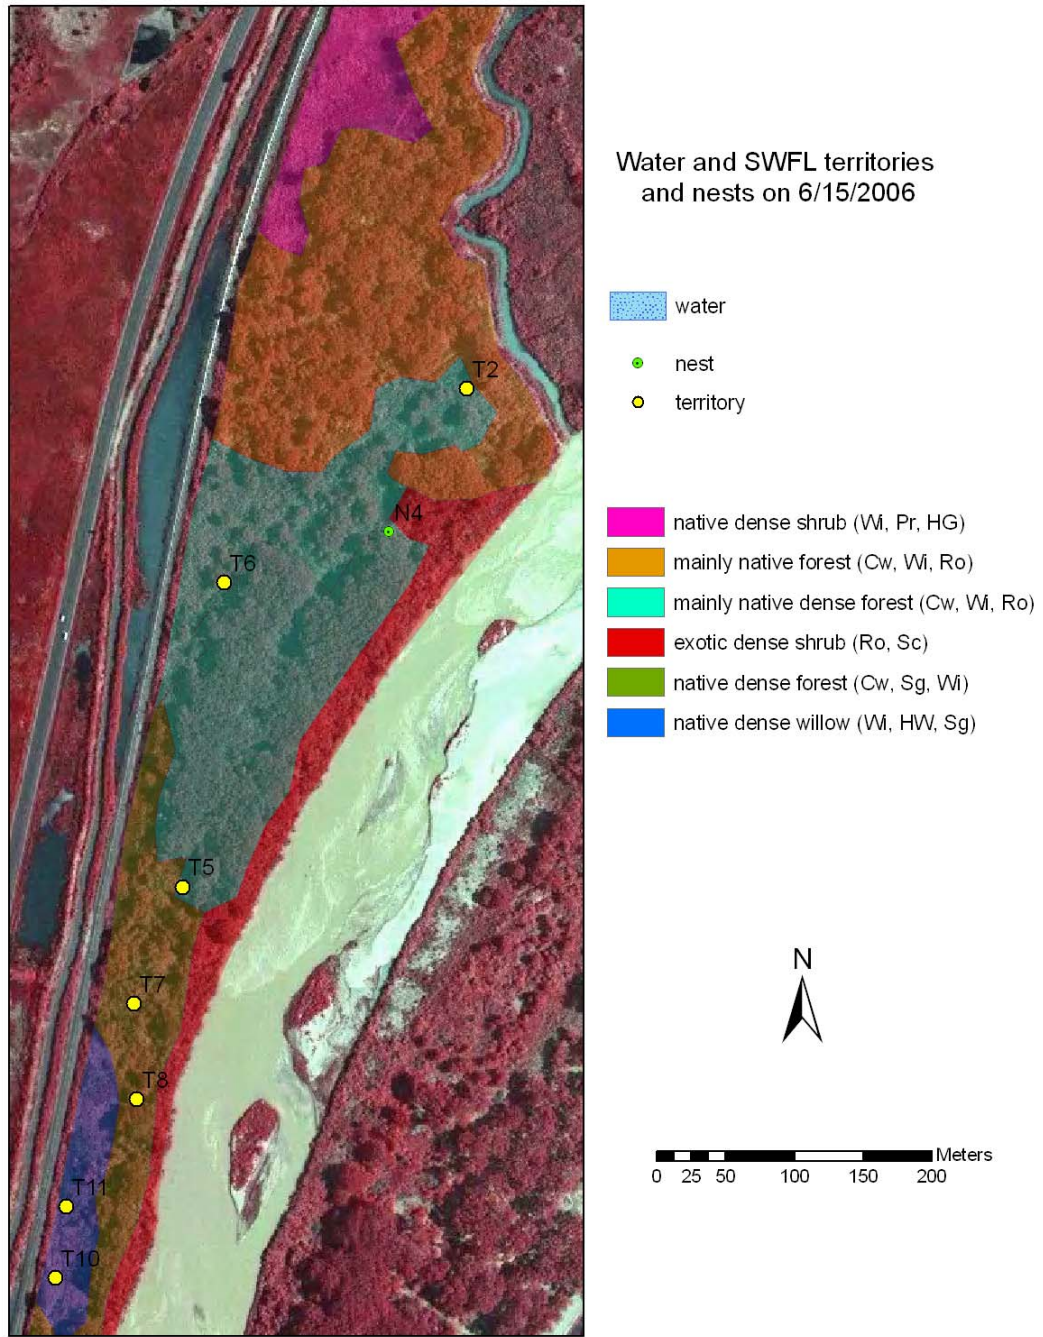 Water and SWFL territories
and nests on 6/15/2006
water
nest
territory
native dense shrub (Wi, Pr, HG)
mainly native forest (Cw, Wi, Ro)
mainly native dense forest (Cw, Wi, Ro)
exotic dense shrub (Ro, Sc)
native dense forest (Cw, Sg, Wi)
native dense willow (Wi, HW, Sg)
T2
N4
T6
T5
T7
T8
T11
T10
N
Meters
0 25 50 100 150 200